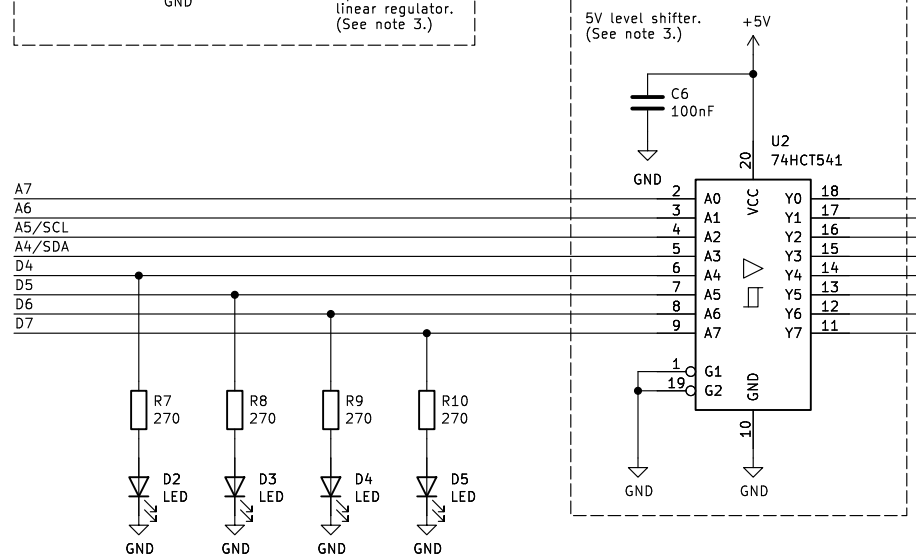 GND
linear regulator.
(See note 3.)
5V level shifter.
(See note 3.)
+5V
C6
100nF
GND
U2
74HCT541
20
VCC
A7
A6
A5/SCL
A4/SDA
D4
D5
D6
D7
2 A0 Y0 18
3 A1 Y1 17
4 A2 Y2 16
5 A3 Y3 15
6 A4 Y4 14
7 A5 Y5 13
8 A6 Y6 12
9 A7 Y7 11
1 G1
19 G2
GND
10
GND
GND
R7
270
R8
270
R9
270
R10
270
D2
LED
D3
LED
D4
LED
D5
LED
GND
GND
GND
GND